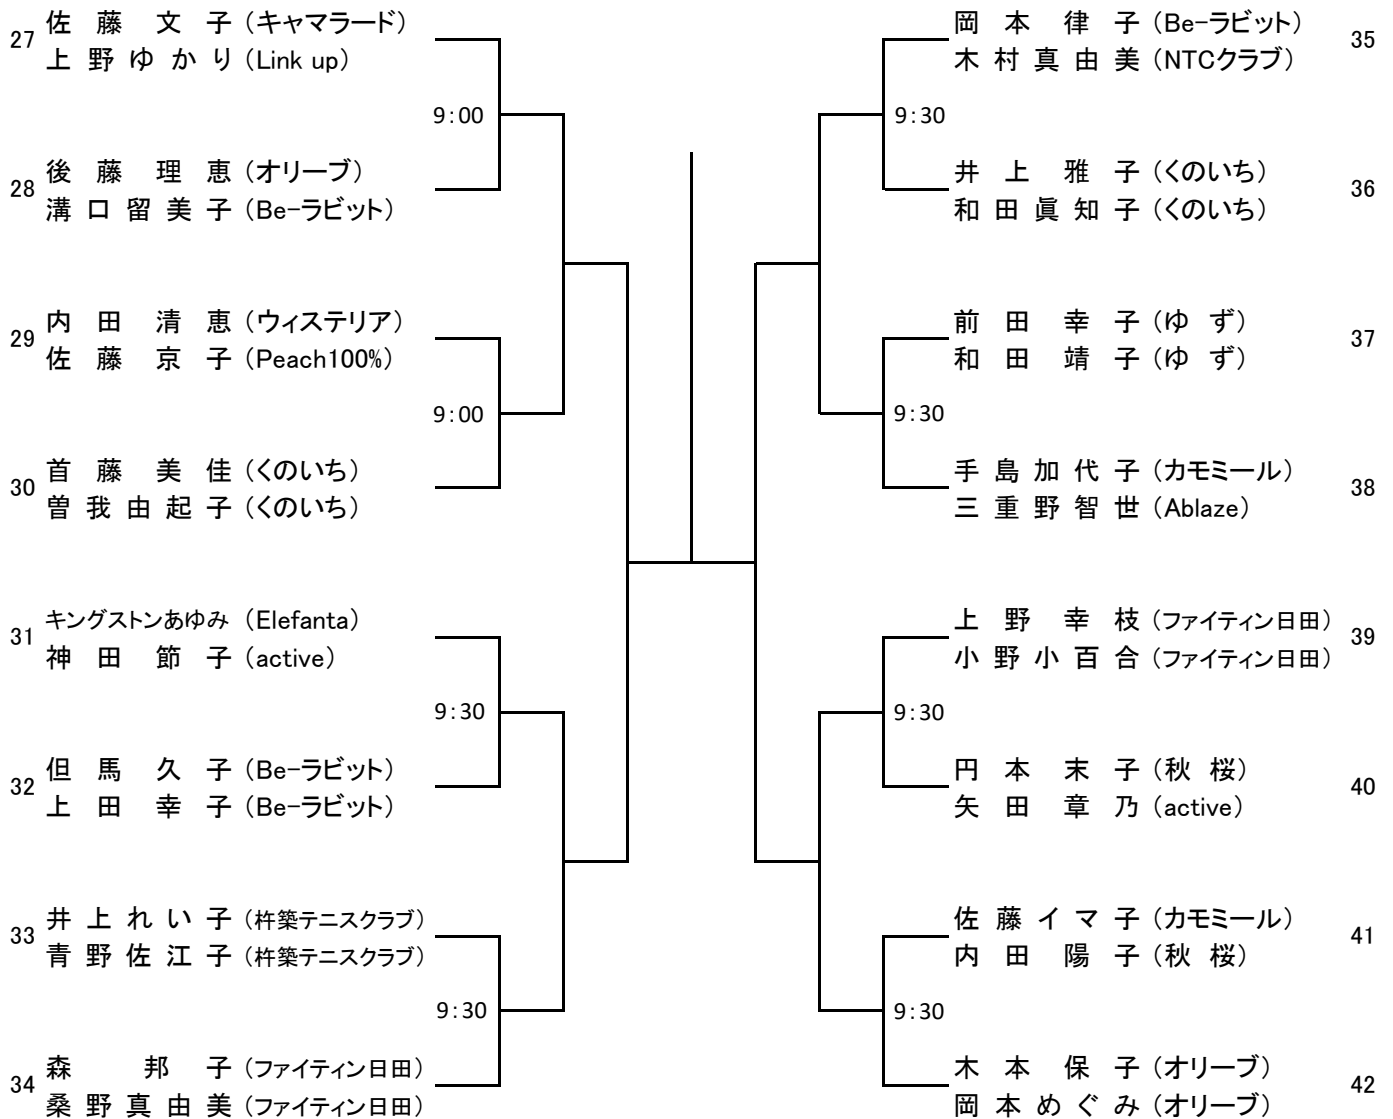 27 佐藤文子（キャマラード）
上野ゆかり（Link up）
9:00
28 後藤理恵（オリーブ）
溝口留美子（Be-ラビット）
29 内田清恵（ウィステリア）
佐藤京子（Peach100%）
9:00
30 首藤美佳（くのいち）
曽我由起子（くのいち）
31 キングストンあゆみ（Elefanta）
神田節子（active）
9:30
32 但馬久子（Be-ラビット）
上田幸子（Be-ラビット）
33 井上れい子（杵築テニスクラブ）
青野佐江子（杵築テニスクラブ）
9:30
34 森邦子（ファイティン日田）
桑野真由美（ファイティン日田）
岡本律子（Be-ラビット） 35
木村真由美（NTCクラブ）
9:30
井上雅子（くのいち） 36
和田眞知子（くのいち）
前田幸子（ゆず） 37
和田靖子（ゆず）
9:30
手島加代子（カモミール） 38
三重野智世（Ablaze）
上野幸枝（ファイティン日田） 39
小野小百合（ファイティン日田）
9:30
円本末子（秋桜） 40
矢田章乃（active）
佐藤イマ子（カモミール） 41
内田陽子（秋桜）
9:30
木本保子（オリーブ） 42
岡本めぐみ（オリーブ）